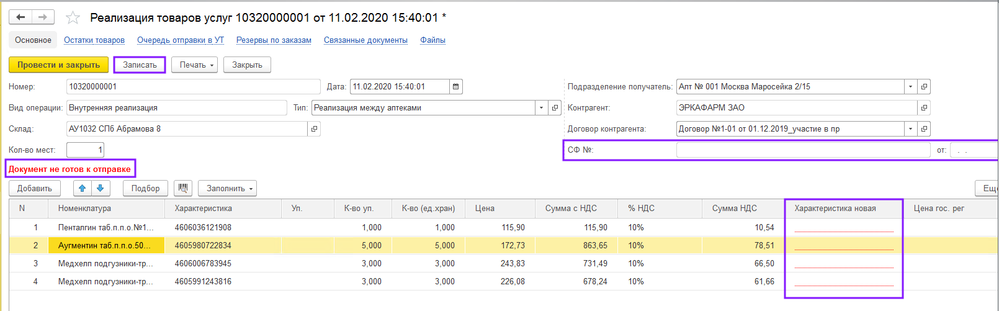 Реализация товаров услуг 10320000001 от 11.02.2020 15:40:01 *
Основное Остатки товаров Очередь отправки в УТ Резервы по заказам Связанные документы Файлы
Провести и закрыть Записать Печать Закрыть
Номер: 10320000001 Дата: 11.02.2020 15:40:01 Подразделение получатель: Апт № 001 Москва Маросейка 2/15
Вид операции: Внутренняя реализация Тип: Реализация между аптеками Контрагент: ЭРКАФАРМ ЗАО
Склад: АУ1032 СПб Абрамова 8 Договор контрагента: Договор №1-01 от 01.12.2019_участие в пр
Кол-во мест: 1 СФ №: от: . .
Документ не готов к отправке
Добавить Подбор Заполнить Еще
N Номенклатура Характеристика Уп. К-во уп. К-во (ед.хран) Цена Сумма с НДС % НДС Сумма НДС Характеристика новая Цена гос. рег
1 Пенталгин таб.п.п.о.№1... 4606036121908 1,000 1,000 115,90 115,90 10% 10,54
2 Аугментин таб.п.п.о.50... 4605980722834 5,000 5,000 172,73 863,65 10% 78,51
3 Медхелп подгузники-тр... 4606006783945 3,000 3,000 243,83 731,49 10% 66,50
4 Медхелп подгузники-тр... 4605991243816 3,000 3,000 226,08 678,24 10% 61,66